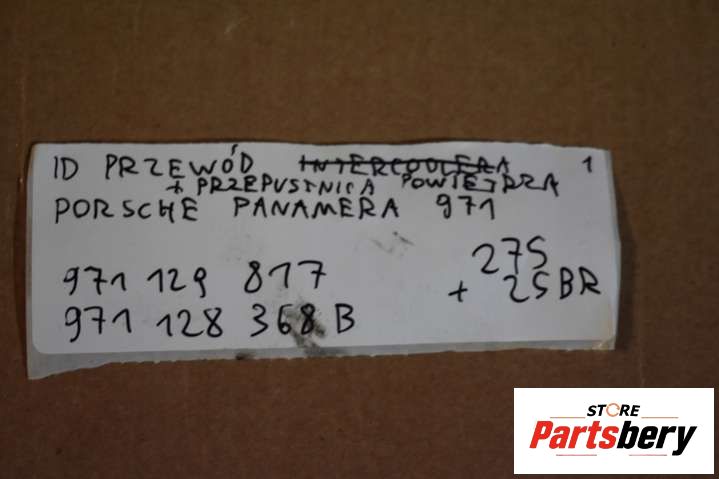 ID PRZEWÓD INTERCOOLERA 1
+ PRZEPUSTNICA POWIETRZA
PORSCHE PANAMERA 971
971 129 817
275
+ 25BR
971 128 368 B
STORE
Partsbery